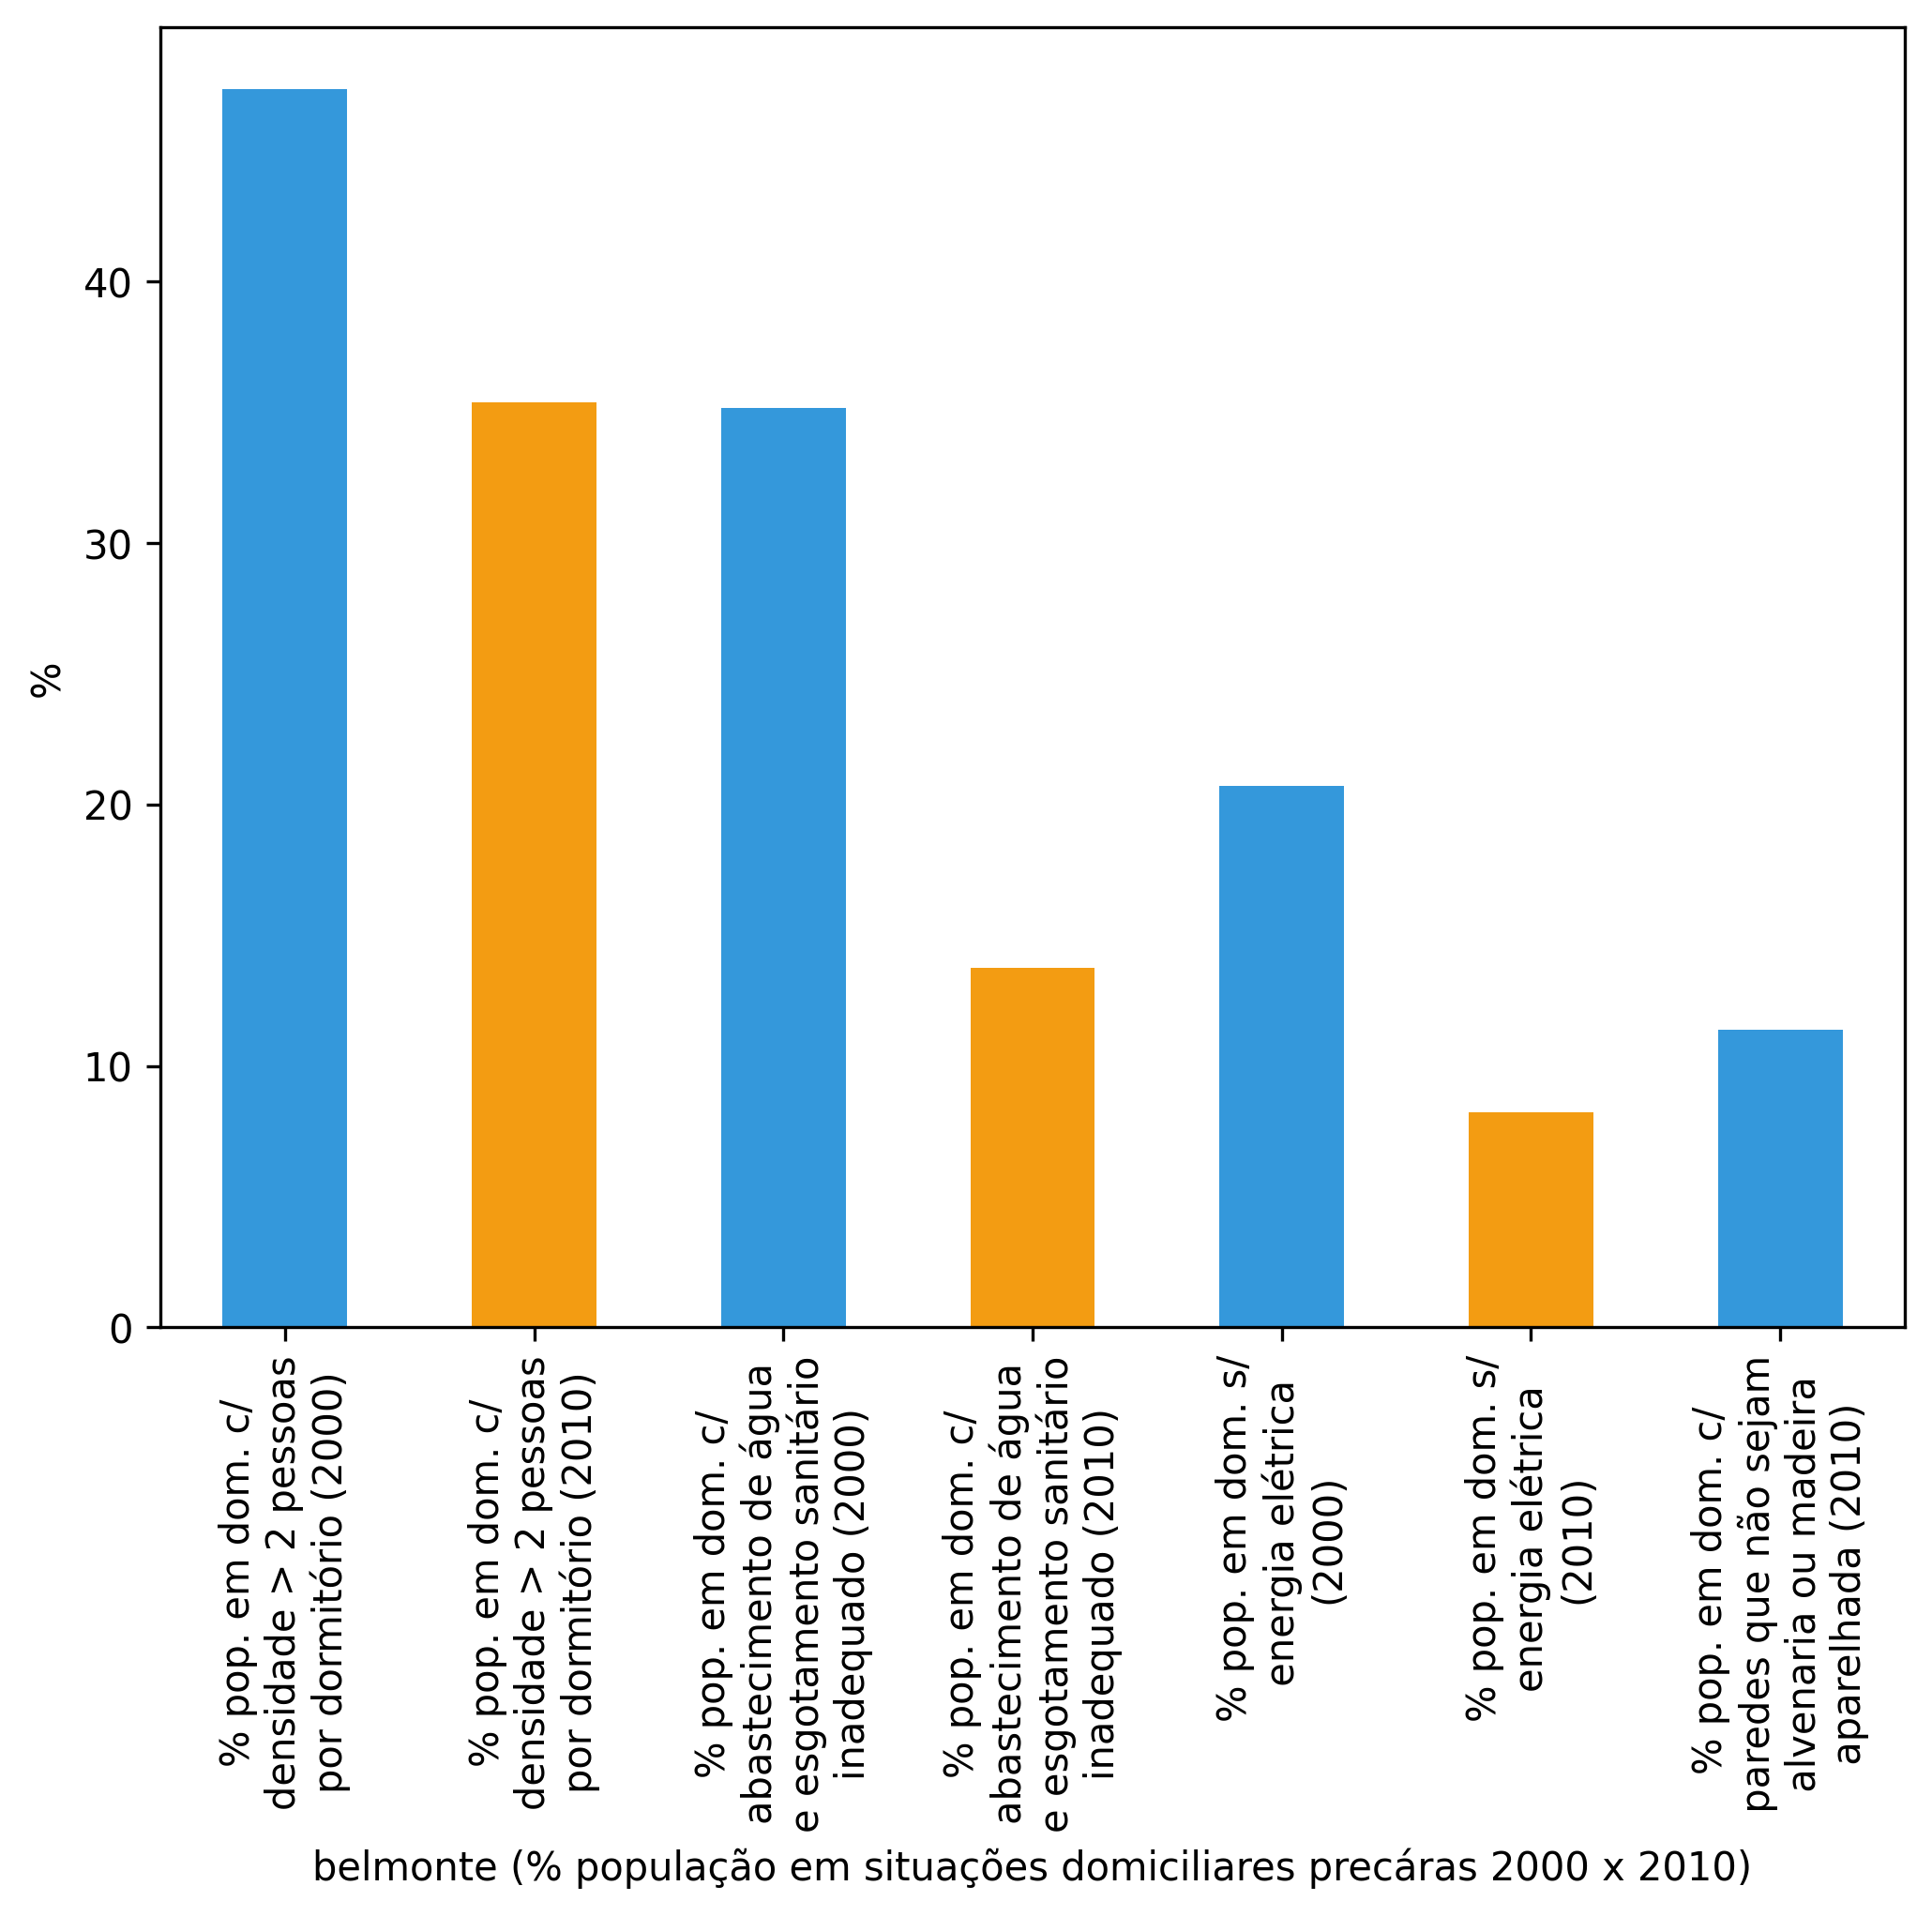 %
40
30
20
10
0
% pop. em dom. c/
densidade > 2 pessoas
por dormitório (2000)
% pop. em dom. c/
densidade > 2 pessoas
por dormitório (2010)
% pop. em dom. c/
abastecimento de água
e esgotamento sanitário
inadequado (2000)
% pop. em dom. c/
abastecimento de água
e esgotamento sanitário
inadequado (2010)
% pop. em dom. s/
energia elétrica
(2000)
% pop. em dom. s/
energia elétrica
(2010)
% pop. em dom. c/
paredes que não sejam
alvenaria ou madeira
aparelhada (2010)
belmonte (% população em situações domiciliares precáras 2000 x 2010)